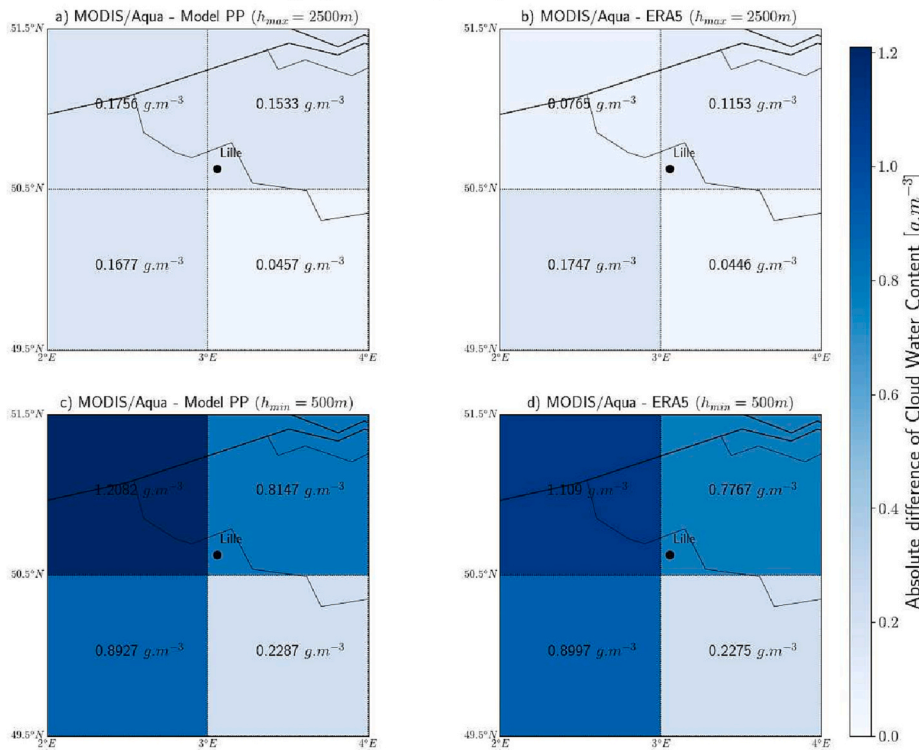 a) MODIS/Aqua - Model PP (h_max = 2500m)
b) MODIS/Aqua - ERA5 (h_max = 2500m)
51.5°N
51.5°N
0.1756 g.m⁻³
0.1533 g.m⁻³
0.0765 g.m⁻³
0.1153 g.m⁻³
Lille
Lille
50.5°N
50.5°N
0.1677 g.m⁻³
0.0457 g.m⁻³
0.1747 g.m⁻³
0.0446 g.m⁻³
49.5°N
49.5°N
2°E
3°E
4°E
2°E
3°E
4°E
c) MODIS/Aqua - Model PP (h_min = 500m)
d) MODIS/Aqua - ERA5 (h_min = 500m)
51.5°N
51.5°N
1.2082 g.m⁻³
0.8147 g.m⁻³
1.109 g.m⁻³
0.7767 g.m⁻³
Lille
Lille
50.5°N
50.5°N
0.8927 g.m⁻³
0.2287 g.m⁻³
0.8997 g.m⁻³
0.2275 g.m⁻³
49.5°N
49.5°N
2°E
3°E
4°E
2°E
3°E
4°E
1.2
1.0
0.8
0.6
0.4
0.2
0.0
Absolute difference of Cloud Water Content [g.m⁻³]